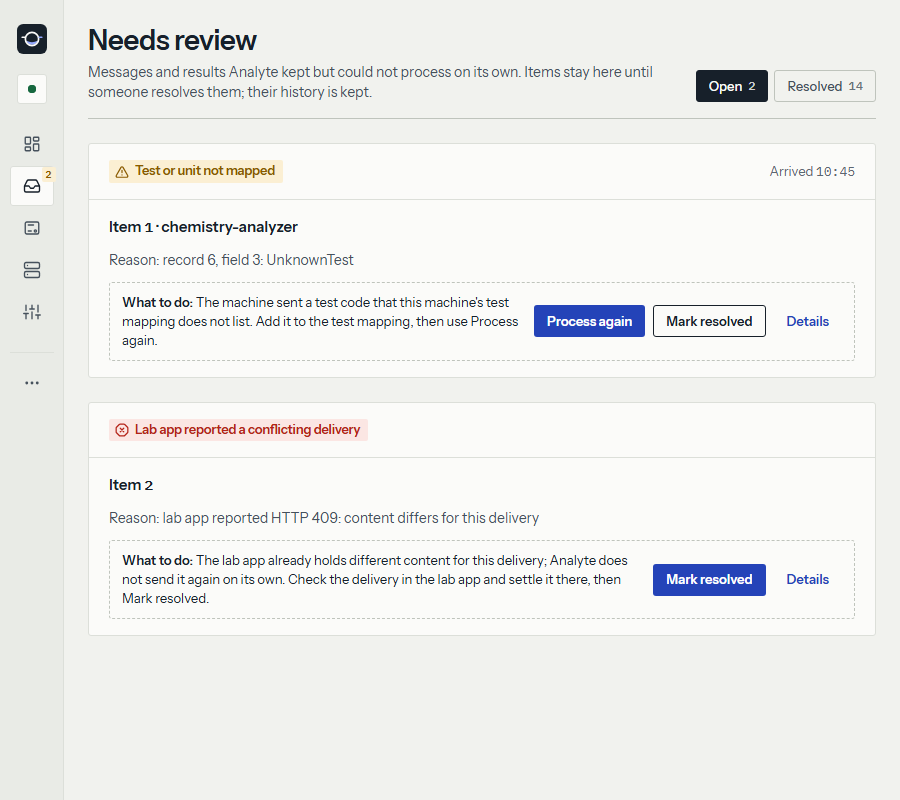 Needs review
Messages and results Analyte kept but could not process on its own. Items stay here until
someone resolves them; their history is kept.
Open 2
Resolved 14
2
Test or unit not mapped
Arrived 10:45
Item 1 · chemistry-analyzer
Reason: record 6, field 3: UnknownTest
What to do: The machine sent a test code that this machine's test
mapping does not list. Add it to the test mapping, then use Process
again.
Process again
Mark resolved
Details
Lab app reported a conflicting delivery
Item 2
Reason: lab app reported HTTP 409: content differs for this delivery
What to do: The lab app already holds different content for this delivery; Analyte does
not send it again on its own. Check the delivery in the lab app and settle it there, then
Mark resolved.
Mark resolved
Details